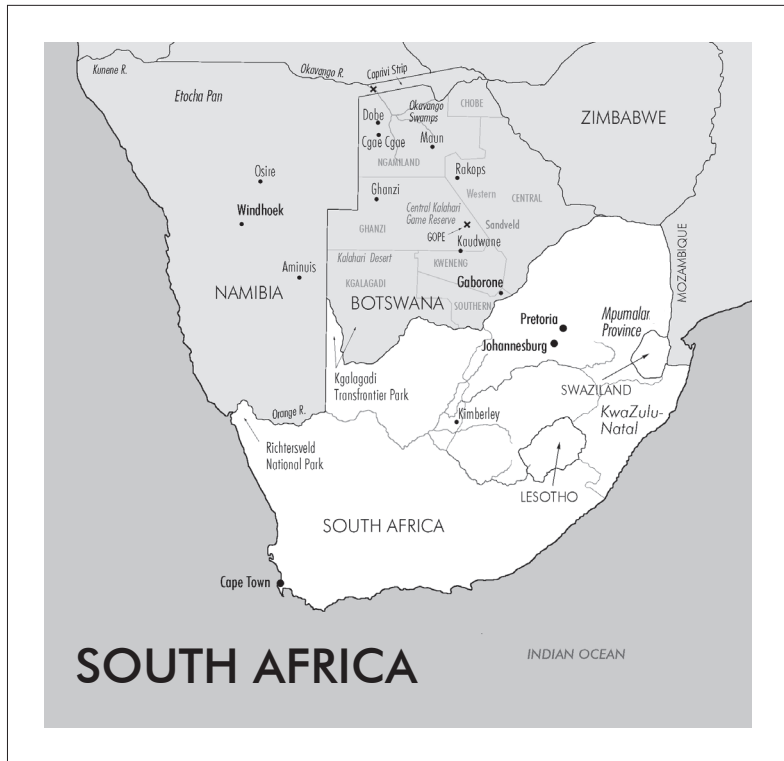 Kunene R.
Okavango R.
Caprivi Strip
Etocha Pan
Okavango
Swamps
CHOBE
Dobe
ZIMBABWE
Cgae Cgae
Maun
NGAMILAND
Osire
Rakops
Ghanzi
Western
CENTRAL
Windhoek
Central Kalahari
Game Reserve
Sandveld
GHANZI
GOPE
Kaudwane
MOZAMBIQUE
Kalahari Desert
KWENENG
Aminuis
KGALAGADI
Gaborone
NAMIBIA
BOTSWANA
SOUTHERN
Pretoria
Mpumalan
Province
Johannesburg
Kgalagadi
Transfrontier Park
SWAZILAND
Orange R.
Kimberley
KwaZulu-
Natal
Richtersveld
National Park
LESOTHO
SOUTH AFRICA
Cape Town
SOUTH AFRICA
INDIAN OCEAN